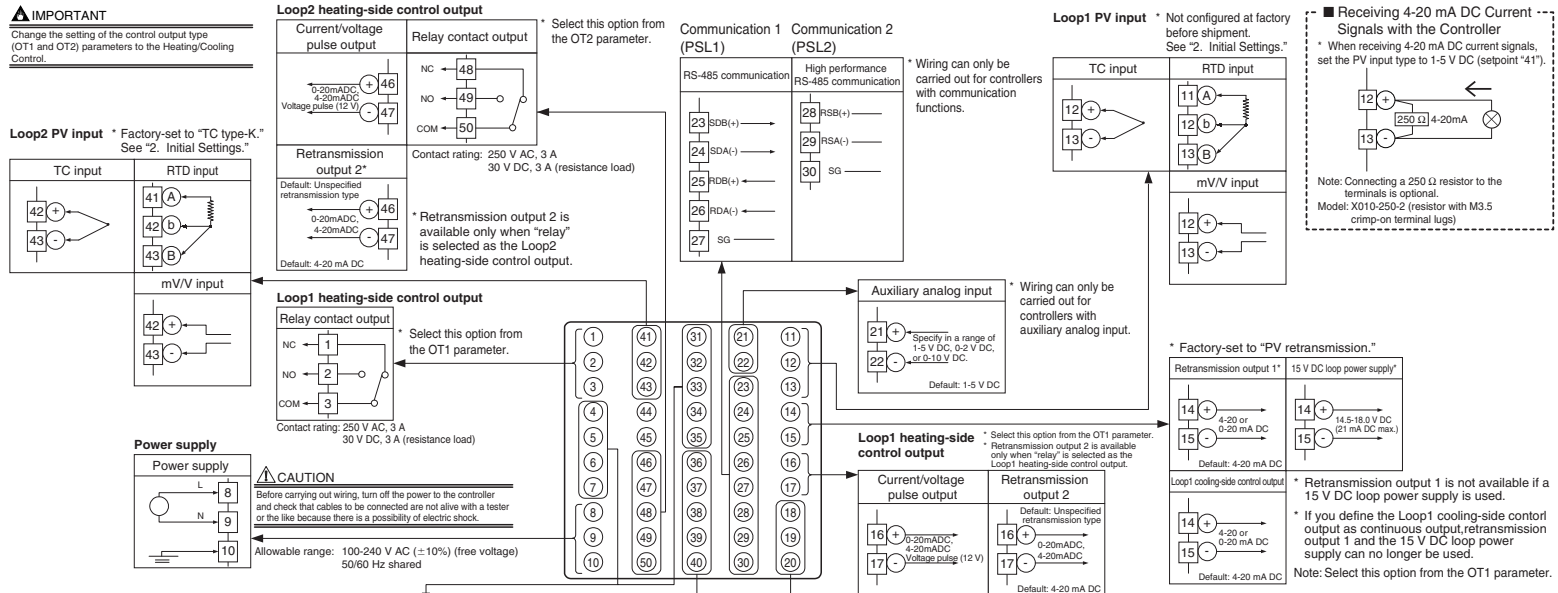 IMPORTANT
Change the setting of the control output type
(OT1 and OT2) parameters to the Heating/Cooling
Control.
Loop2 heating-side control output
Current/voltage
pulse output
0-20mADC,
4-20mADC
Voltage pulse (12 V)
+ 46
- 47
Relay contact output
NC 48
NO 49
COM 50
* Select this option from
the OT2 parameter.
Contact rating: 250 V AC, 3 A
30 V DC, 3 A (resistance load)
Retransmission
output 2*
Default: Unspecified
retransmission type
0-20mADC,
4-20mADC
+ 46
- 47
Default: 4-20 mA DC
* Retransmission output 2 is
available only when “relay”
is selected as the Loop2
heating-side control output.
Loop2 PV input
* Factory-set to “TC type-K.”
See “2. Initial Settings.”
TC input
42 +
43 -
RTD input
41 A
42 b
43 B
mV/V input
42 +
43 -
Communication 1
(PSL1)
Communication 2
(PSL2)
RS-485 communication
23 SDB(+)
24 SDA(-)
25 RDB(+)
26 RDA(-)
27 SG
High performance
RS-485 communication
28 RSB(+)
29 RSA(-)
30 SG
* Wiring can only be
carried out for controllers
with communication
functions.
Loop1 PV input
* Not configured at factory
before shipment.
See “2. Initial Settings.”
TC input
12 +
13 -
RTD input
11 A
12 b
13 B
mV/V input
12 +
13 -
■ Receiving 4-20 mA DC Current
Signals with the Controller
* When receiving 4-20 mA DC current signals,
set the PV input type to 1-5 V DC (setpoint “41”).
12 +
250 Ω 4-20mA
13 -
Note: Connecting a 250 Ω resistor to the
terminals is optional.
Model: X010-250-2 (resistor with M3.5
crimp-on terminal lugs)
Loop1 heating-side control output
Relay contact output
NC 1
NO 2
COM 3
* Select this option from
the OT1 parameter.
Contact rating: 250 V AC, 3 A
30 V DC, 3 A (resistance load)
Auxiliary analog input
21 +
22 -
Specify in a range of
1-5 V DC, 0-2 V DC,
or 0-10 V DC.
Default: 1-5 V DC
* Wiring can only be
carried out for
controllers with
auxiliary analog input.
1 41 31 21 11
2 42 32 22 12
3 43 33 23 13
4 44 34 24 14
5 45 35 25 15
6 46 36 26 16
7 47 37 27 17
8 48 38 28 18
9 49 39 29 19
10 50 40 30 20
Power supply
Power supply
L 8
N 9
10
CAUTION
Before carrying out wiring, turn off the power to the controller
and check that cables to be connected are not alive with a tester
or the like because there is a possibility of electric shock.
Allowable range: 100-240 V AC (±10%) (free voltage)
50/60 Hz shared
Loop1 heating-side
control output
* Select this option from the OT1 parameter.
* Retransmission output 2 is available
only when “relay” is selected as the
Loop1 heating-side control output.
Current/voltage
pulse output
16 +
17 -
0-20mADC,
4-20mADC
Voltage pulse (12 V)
Retransmission
output 2
Default: Unspecified
retransmission type
16 +
17 -
0-20mADC,
4-20mADC
Default: 4-20 mA DC
* Factory-set to “PV retransmission.”
Retransmission output 1*
14 +
15 -
4-20 or
0-20 mA DC
Default: 4-20 mA DC
15 V DC loop power supply*
14 +
15 -
14.5-18.0 V DC
(21 mA DC max.)
Loop1 cooling-side control output
14 +
15 -
4-20 or
0-20 mA DC
Default: 4-20 mA DC
* Retransmission output 1 is not available if a
15 V DC loop power supply is used.
* If you define the Loop1 cooling-side contorl
output as continuous output,retransmission
output 1 and the 15 V DC loop power
supply can no longer be used.
Note: Select this option from the OT1 parameter.